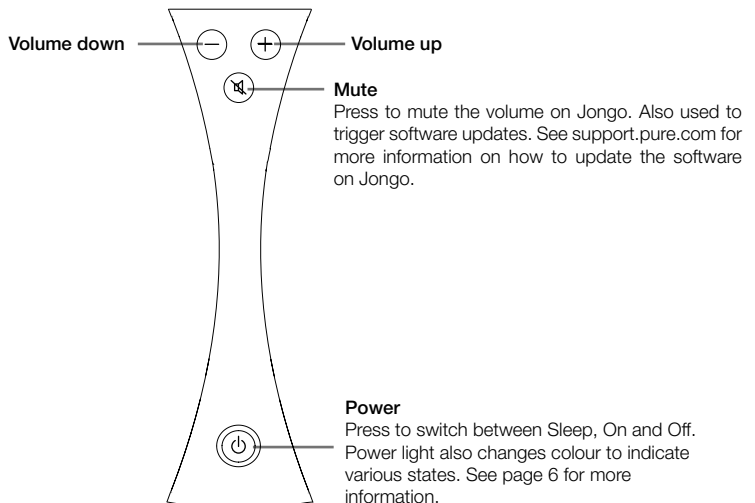 Volume down
Volume up
Mute
Press to mute the volume on Jongo. Also used to
trigger software updates. See support.pure.com for
more information on how to update the software
on Jongo.
Power
Press to switch between Sleep, On and Off.
Power light also changes colour to indicate
various states. See page 6 for more
information.